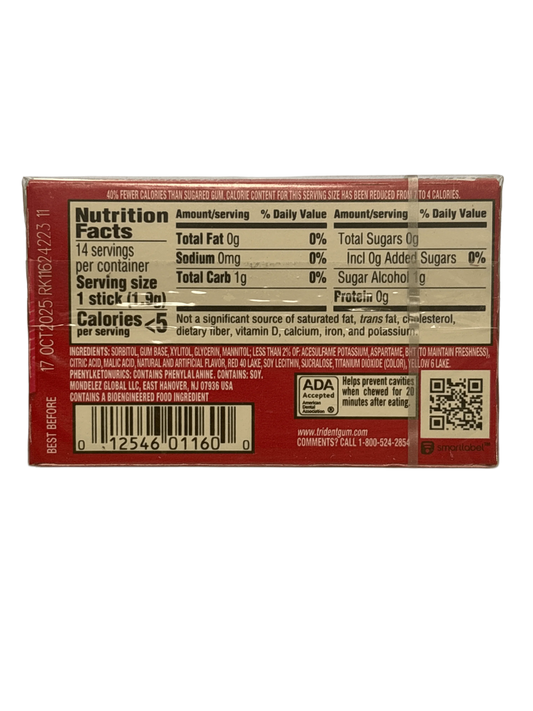 40% FEWER CALORIES THAN SUGARED GUM. CALORIE CONTENT FOR THIS SERVING SIZE HAS BEEN REDUCED FROM 7 TO 4 CALORIES.
Nutrition
Facts
14 servings
per container
Serving size
1 stick (1.9g)
Calories <5
per serving
Amount/serving % Daily Value
Total Fat 0g 0%
Sodium 0mg 0%
Total Carb 1g 0%
Amount/serving % Daily Value
Total Sugars 0g
Incl 0g Added Sugars 0%
Sugar Alcohol 1g
Protein 0g
Not a significant source of saturated fat, trans fat, cholesterol,
dietary fiber, vitamin D, calcium, iron, and potassium.
INGREDIENTS: SORBITOL, GUM BASE, XYLITOL, GLYCERIN, MANNITOL; LESS THAN 2% OF: ACESULFAME POTASSIUM, ASPARTAME, BHT (TO MAINTAIN FRESHNESS),
CITRIC ACID, MALIC ACID, NATURAL AND ARTIFICIAL FLAVOR, RED 40 LAKE, SOY LECITHIN, SUCRALOSE, TITANIUM DIOXIDE (COLOR), YELLOW 6 LAKE.
PHENYLKETONURICS: CONTAINS PHENYLALANINE. CONTAINS: SOY.
MONDELEZ GLOBAL LLC, EAST HANOVER, NJ 07936 USA
CONTAINS A BIOENGINEERED FOOD INGREDIENT
0 12546 01160 0
ADA
Accepted
American
Dental
Association ®
Helps prevent cavities
when chewed for 20
minutes after eating.
www.tridentgum.com
COMMENTS? CALL 1-800-524-2854
smartlabel™
BEST BEFORE 17 OCT2025 RK11624223 11